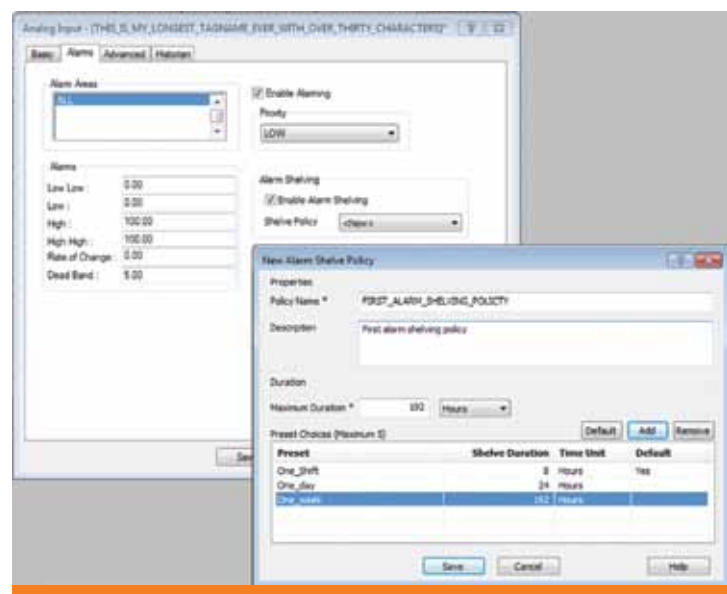 Analog Input - [THIS_IS_MY_LONGEST_TAGNAME_EVER_WITH_OVER_THIRTY_CHARACTERS]*
Basic Alarms Advanced Historian
Alarm Areas
ALL
Enable Alarming
Priority
LOW
Alarms
Low Low : 0.00
Low : 0.00
High : 100.00
High High : 100.00
Rate of Change : 0.00
Dead Band : 5.00
Alarm Shelving
Enable Alarm Shelving
Shelve Policy <New>
New Alarm Shelve Policy
Properties
Policy Name * FIRST_ALARM_SHELVING_POLICTY
Description First alarm shelving policy
Duration
Maximum Duration * 192 Hours
Preset Choices (Maximum 5) Default Add Remove
Preset Shelve Duration Time Unit Default
One_Shift 8 Hours Yes
One_day 24 Hours
One_week 192 Hours
Save Cancel Help